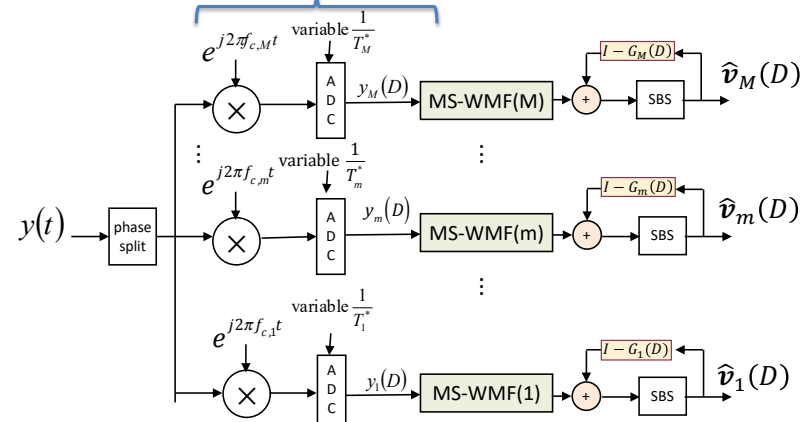 variable 1/T*_M
e^{j2πf_{c,M}t}
A D C
y_M(D)
MS-WMF(M)
I − G_M(D)
+
SBS
v̂_M(D)
×
⋮
⋮
variable 1/T*_m
e^{j2πf_{c,m}t}
y(t)
phase split
×
A D C
y_m(D)
MS-WMF(m)
I − G_m(D)
+
SBS
v̂_m(D)
⋮
variable 1/T*_1
e^{j2πf_{c,1}t}
×
A D C
y_1(D)
MS-WMF(1)
I − G_1(D)
+
SBS
v̂_1(D)